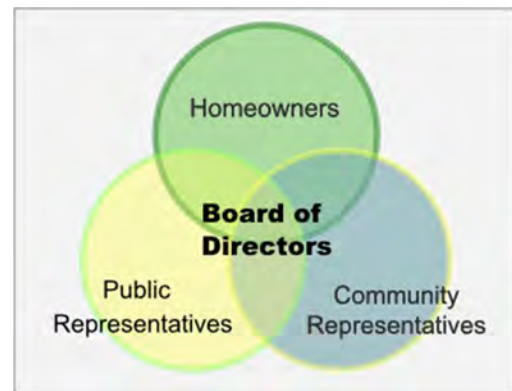 Homeowners
Board of
Directors
Public
Representatives
Community
Representatives